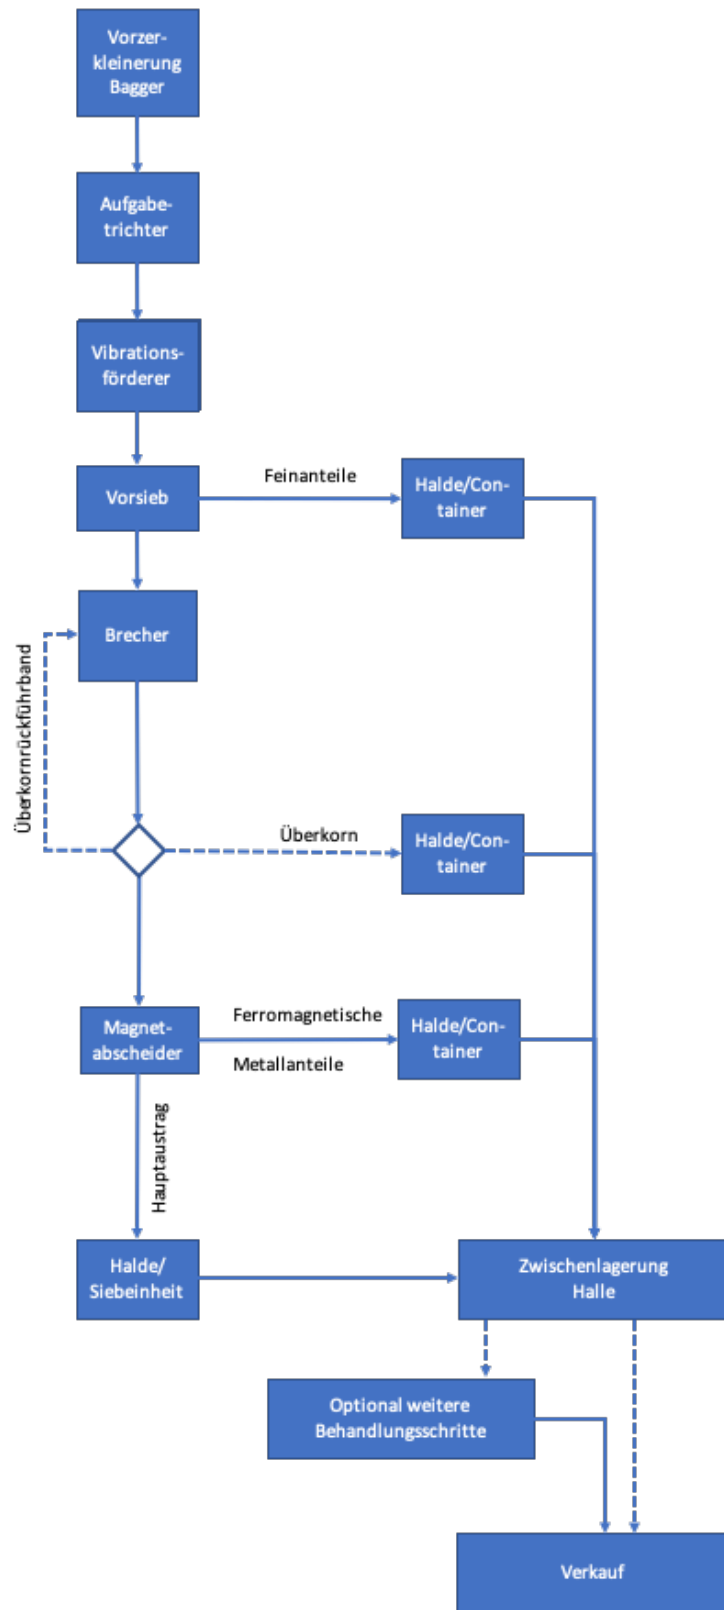 Vorzer-
kleinerung
Bagger
Aufgabe-
trichter
Vibrations-
förderer
Vorsieb
Feinanteile
Halde/Con-
tainer
Brecher
Überkornrückführband
Überkorn
Halde/Con-
tainer
Magnet-
abscheider
Ferromagnetische
Metallanteile
Halde/Con-
tainer
Hauptaustrag
Halde/
Siebeinheit
Zwischenlagerung
Halle
Optional weitere
Behandlungsschritte
Verkauf